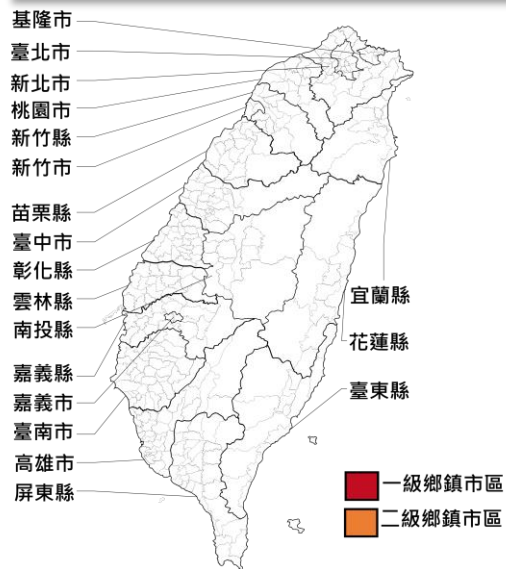 基隆市
臺北市
新北市
桃園市
新竹縣
新竹市
苗栗縣
臺中市
彰化縣
雲林縣
南投縣
嘉義縣
嘉義市
臺南市
高雄市
屏東縣
宜蘭縣
花蓮縣
臺東縣
一級鄉鎮市區
二級鄉鎮市區